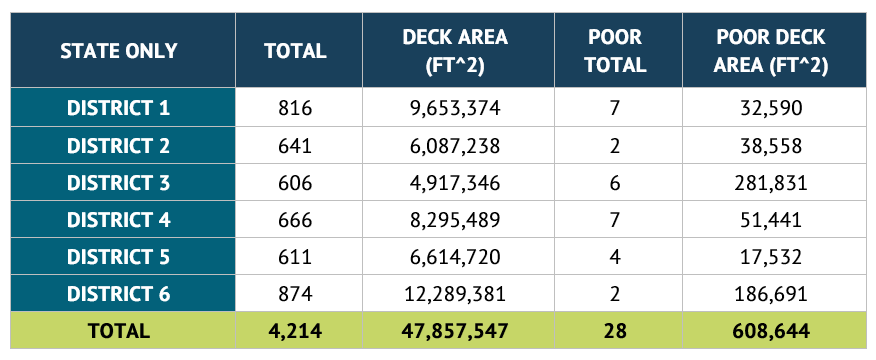 STATE ONLY TOTAL DECK AREA (FT^2) POOR TOTAL POOR DECK AREA (FT^2)
DISTRICT 1 816 9,653,374 7 32,590
DISTRICT 2 641 6,087,238 2 38,558
DISTRICT 3 606 4,917,346 6 281,831
DISTRICT 4 666 8,295,489 7 51,441
DISTRICT 5 611 6,614,720 4 17,532
DISTRICT 6 874 12,289,381 2 186,691
TOTAL 4,214 47,857,547 28 608,644